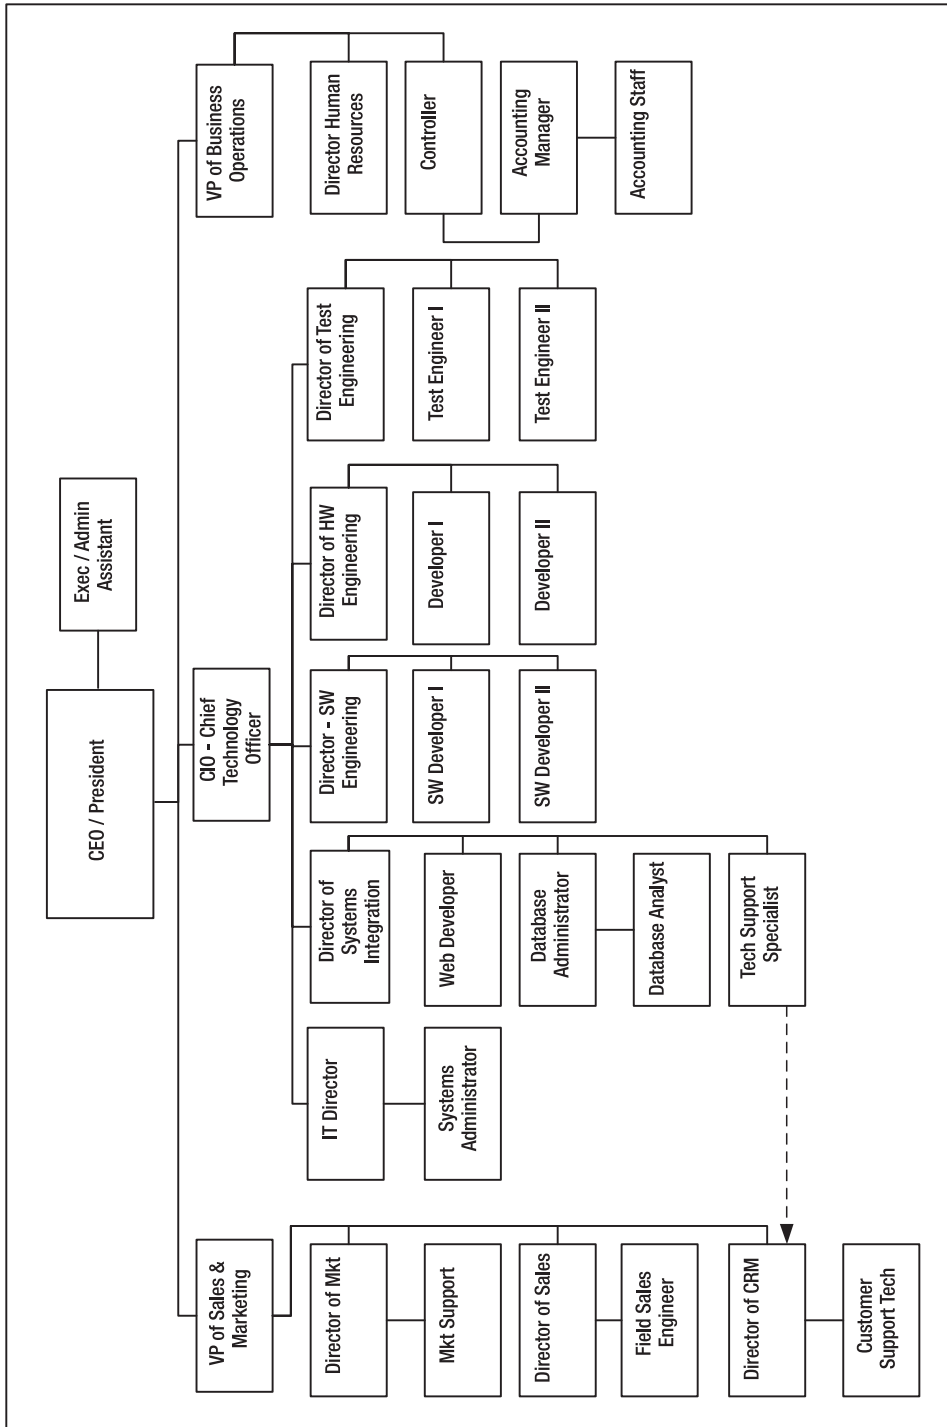 CEO / President
Exec / Admin
Assistant
VP of Sales &
Marketing
CIO - Chief
Technology
Officer
VP of Business
Operations
Director of Mkt
Mkt Support
Director of Sales
Field Sales
Engineer
Director of CRM
Customer
Support Tech
IT Director
Systems
Administrator
Director of
Systems
Integration
Web Developer
Database
Administrator
Database Analyst
Tech Support
Specialist
Director - SW
Engineering
SW Developer I
SW Developer II
Director of HW
Engineering
Developer I
Developer II
Director of Test
Engineering
Test Engineer I
Test Engineer II
Director Human
Resources
Controller
Accounting
Manager
Accounting Staff